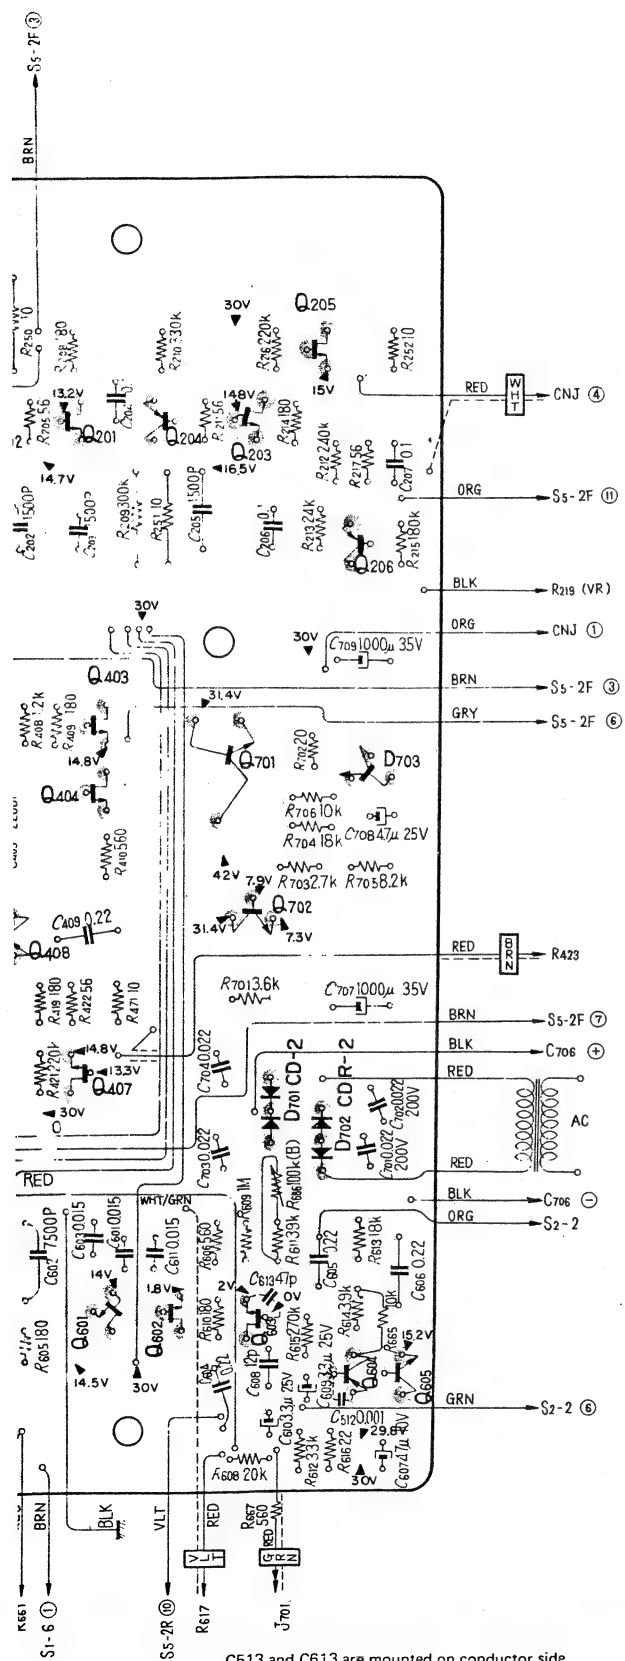 S5-2F ③
BRN
Q205
30V
R250 10
180
R210 330k
R216 220k
R252 10
15V
RED
WHT
CNJ ④
13.2V
148V
R705 56
Q201
Q204
R211 56
Q203
R214 180
R212 240k
R217 56
C207 0.1
14.7V
16.5V
ORG
S5-2F ⑪
C202 1500P
R209 300k
R251 10
C205 1500P
C206 0.1
R213 24k
Q206
R215 180k
BLK
R219 (VR)
30V
ORG
CNJ ①
30V
C709 1000μ 35V
BRN
S5-2F ③
Q403
31.4V
GRY
S5-2F ⑥
R408 1.2k
R409 180
14.8V
Q701
R702 20
D703
Q404
R706 10k
R704 18k
C708 4.7μ 25V
R410 560
42V
R703 2.7k
R705 8.2k
7.9V
Q702
31.4V
7.3V
C409 0.22
Q408
RED
BRN
R423
R701 3.6k
C707 1000μ 35V
R419 180
R422 56
R471 10
BRN
S5-2F ⑦
BLK
C706 ⊕
14.8V
13.3V
R421 220k
Q407
30V
C704 0.022
D701 CD-2
D702 CDR-2
C702 0.022
200V
RED
AC
C703 0.022
C701 0.022
200V
RED
RED
R686 100k(B)
WHT/GRN
BLK
C706 ⊖
ORG
S2-2
C602 7500P
C603 0.015
C601 0.015
C611 0.015
R606 560
R609 1M
R611 39k
C605 0.22
R613 18k
C606 0.22
14V
1.8V
2V
C613 47p
0V
Q601
Q602
R610 180
Q603
R615 270k
R614 39k
R665 10k
15.2V
R605 180
14.5V
30V
C604 0.22
C608 12p
C609 3.3μ 25V
Q604
Q605
GRN
S2-2 ⑥
C610 3.3μ 25V
C512 0.001
29.8V
R612 33k
R616 22
30V
C607 47μ 10V
R608 20k
BRN
BLK
VLT
RED
R667 560
VLT
RED
GRN
R661
S1-6 ①
S5-2R ⑩
R617
J701
C513 and C613 are mounted on conductor side